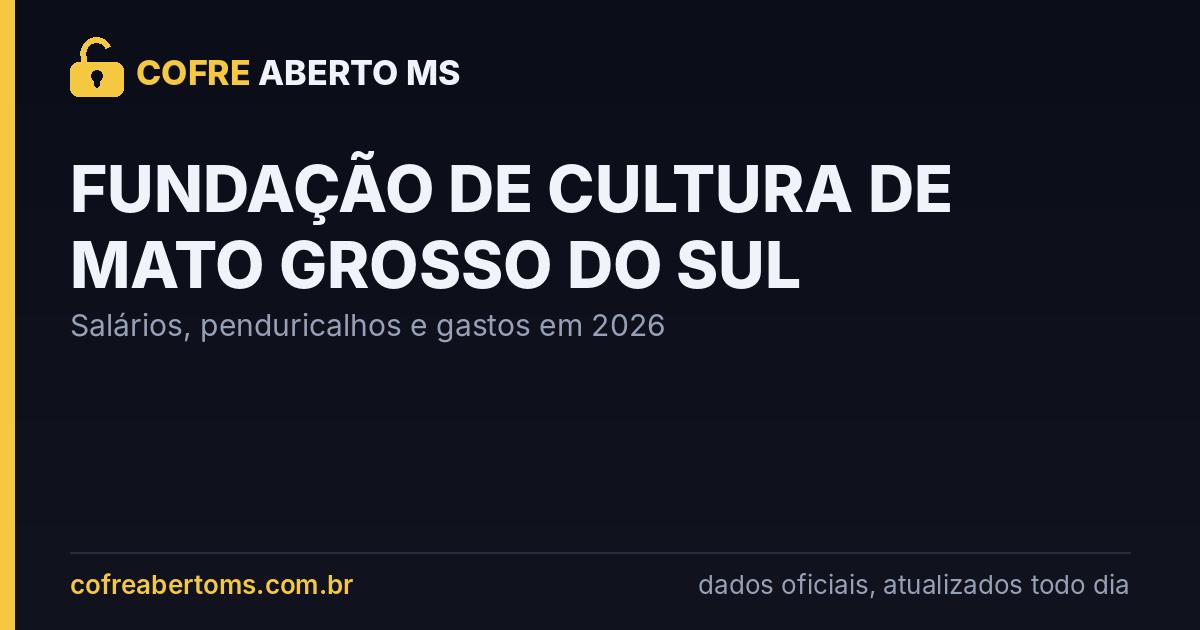 COFRE ABERTO MS
FUNDAÇÃO DE CULTURA DE
MATO GROSSO DO SUL
Salários, penduricalhos e gastos em 2026
cofreabertoms.com.br
dados oficiais, atualizados todo dia